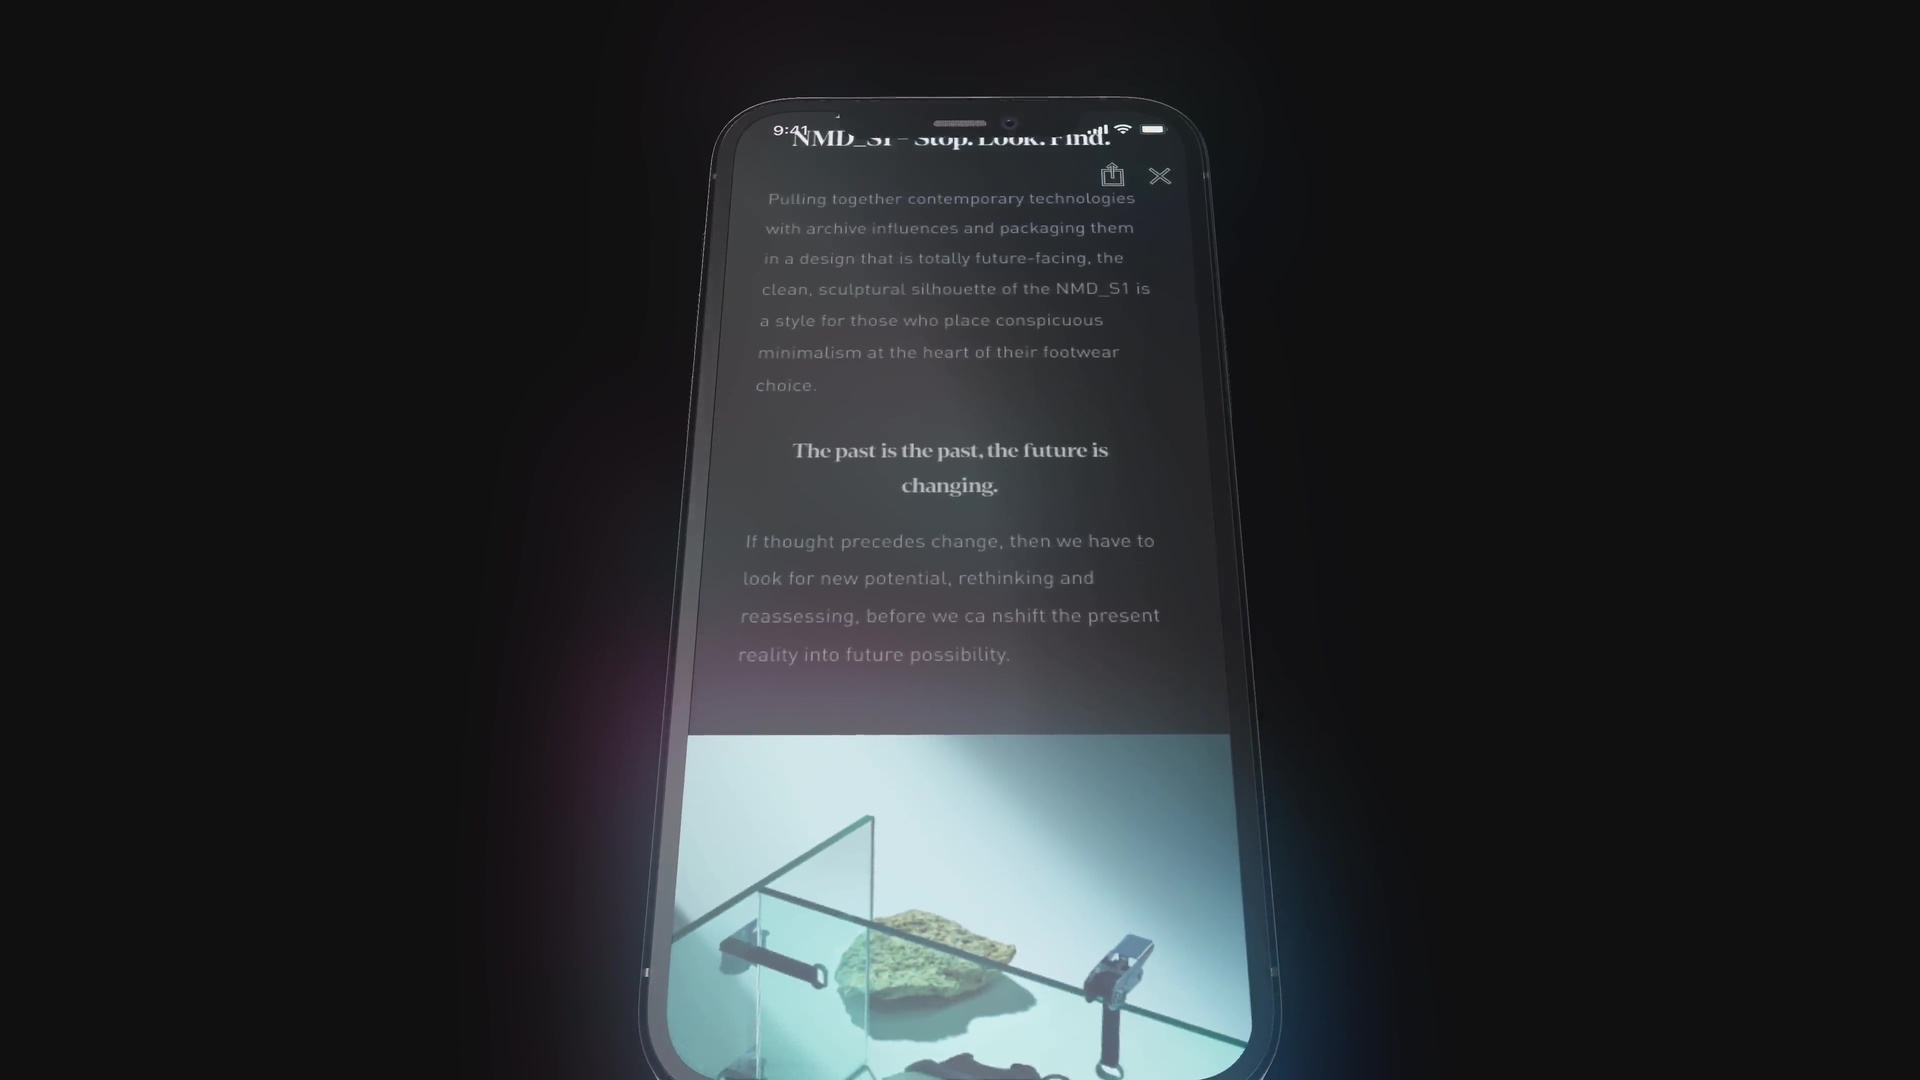 9:41
NMD_S1 – Stop. Look. Find.
Pulling together contemporary technologies
with archive influences and packaging them
in a design that is totally future-facing, the
clean, sculptural silhouette of the NMD_S1 is
a style for those who place conspicuous
minimalism at the heart of their footwear
choice.
The past is the past, the future is
changing.
If thought precedes change, then we have to
look for new potential, rethinking and
reassessing, before we ca nshift the present
reality into future possibility.